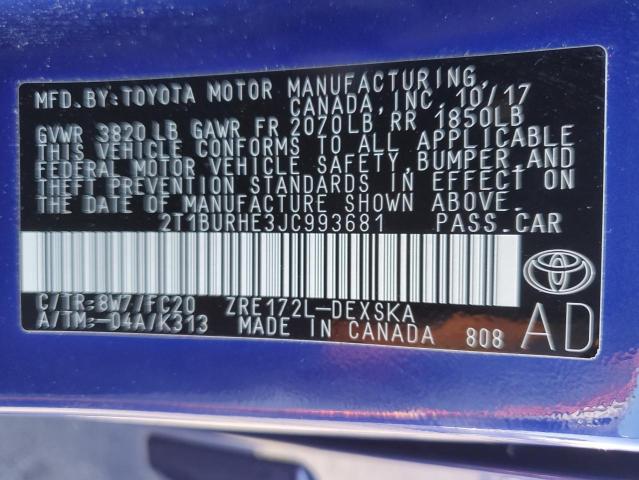 MFD. BY: TOYOTA MOTOR MANUFACTURING,
CANADA, INC. 10/17
GVWR 3820LB GAWR FR 2070LB RR 1850LB
THIS VEHICLE CONFORMS TO ALL APPLICABLE
FEDERAL MOTOR VEHICLE SAFETY, BUMPER, AND
THEFT PREVENTION STANDARDS IN EFFECT ON
THE DATE OF MANUFACTURE SHOWN ABOVE.
2T1BURHE3JC993681 PASS. CAR
C/TR: 8W7/FC20 ZRE172L-DEXSKA
A/TM: -04A/K313 MADE IN CANADA 808 AD